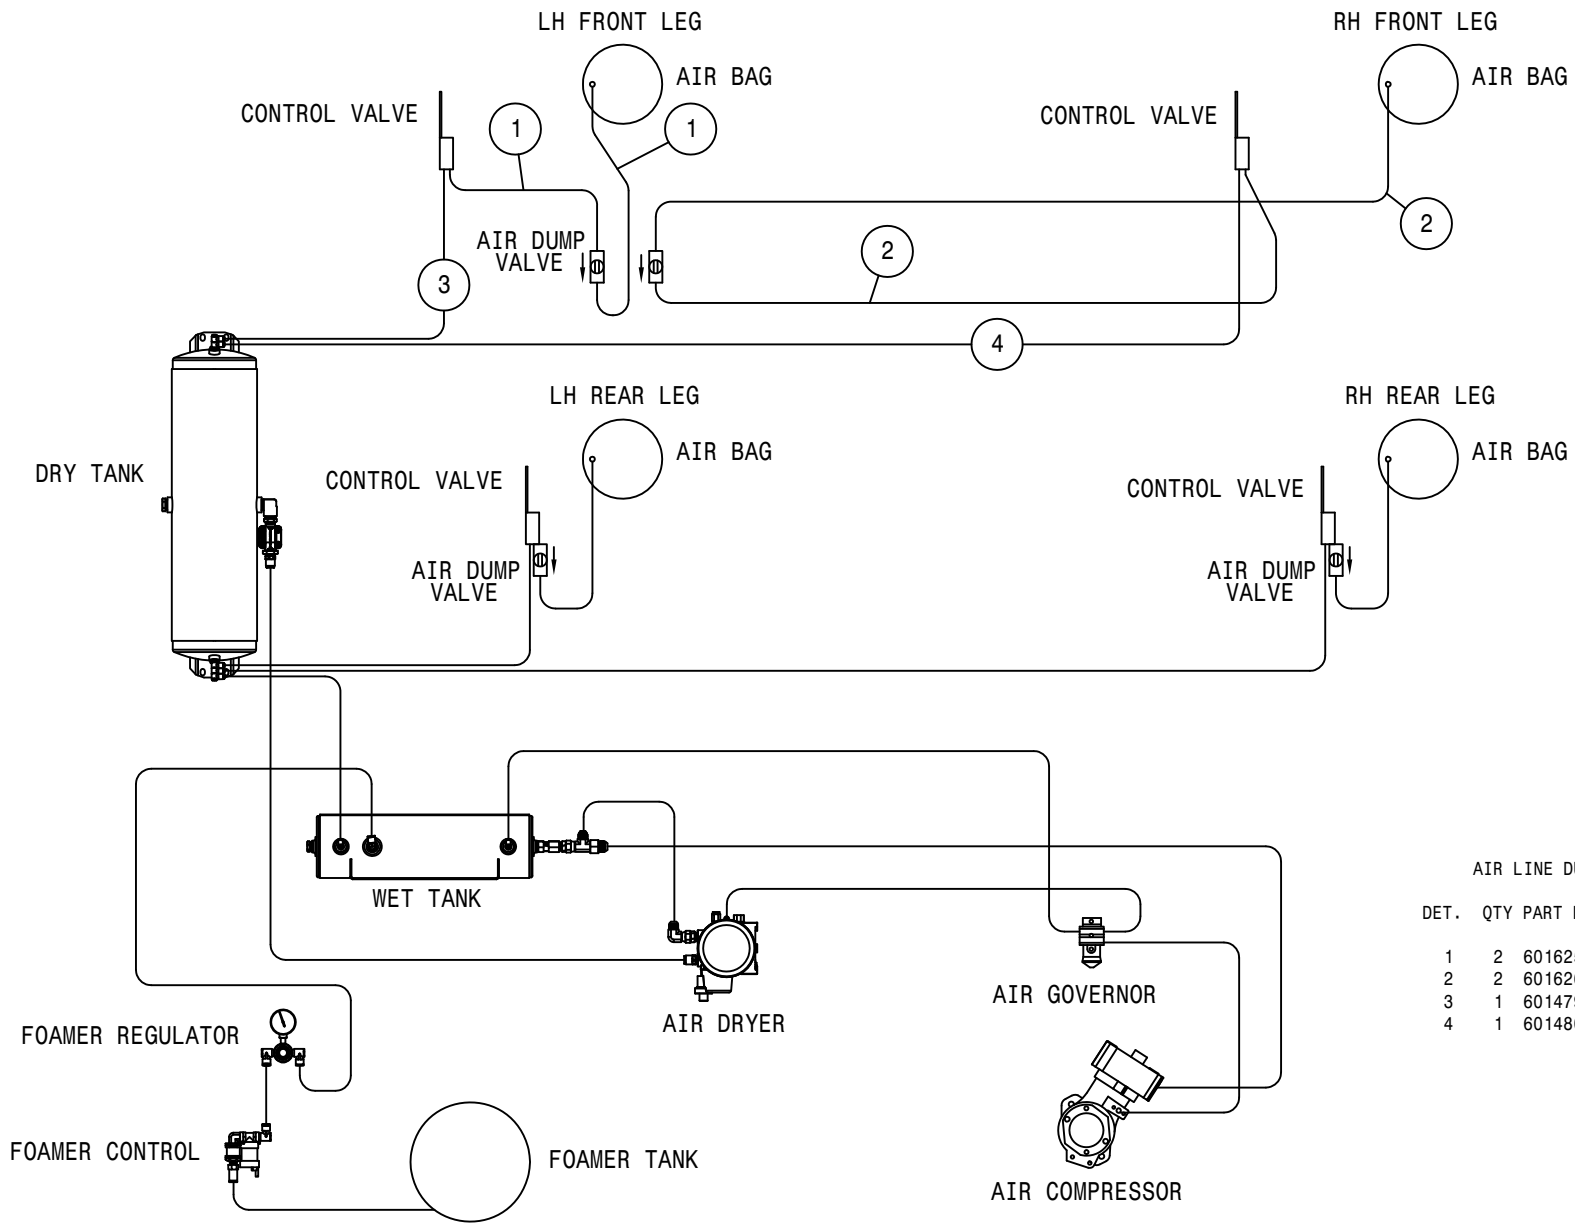 LH FRONT LEG
RH FRONT LEG
AIR BAG
AIR BAG
CONTROL VALVE
1
1
CONTROL VALVE
2
AIR DUMP
VALVE
2
3
4
LH REAR LEG
RH REAR LEG
AIR BAG
AIR BAG
DRY TANK
CONTROL VALVE
CONTROL VALVE
AIR DUMP
VALVE
AIR DUMP
VALVE
WET TANK
AIR LINE
DET. QTY PART
1 2
2 2
3 1
4 1
AIR GOVERNOR
AIR DRYER
FOAMER REGULATOR
FOAMER CONTROL
FOAMER TANK
AIR COMPRESSOR